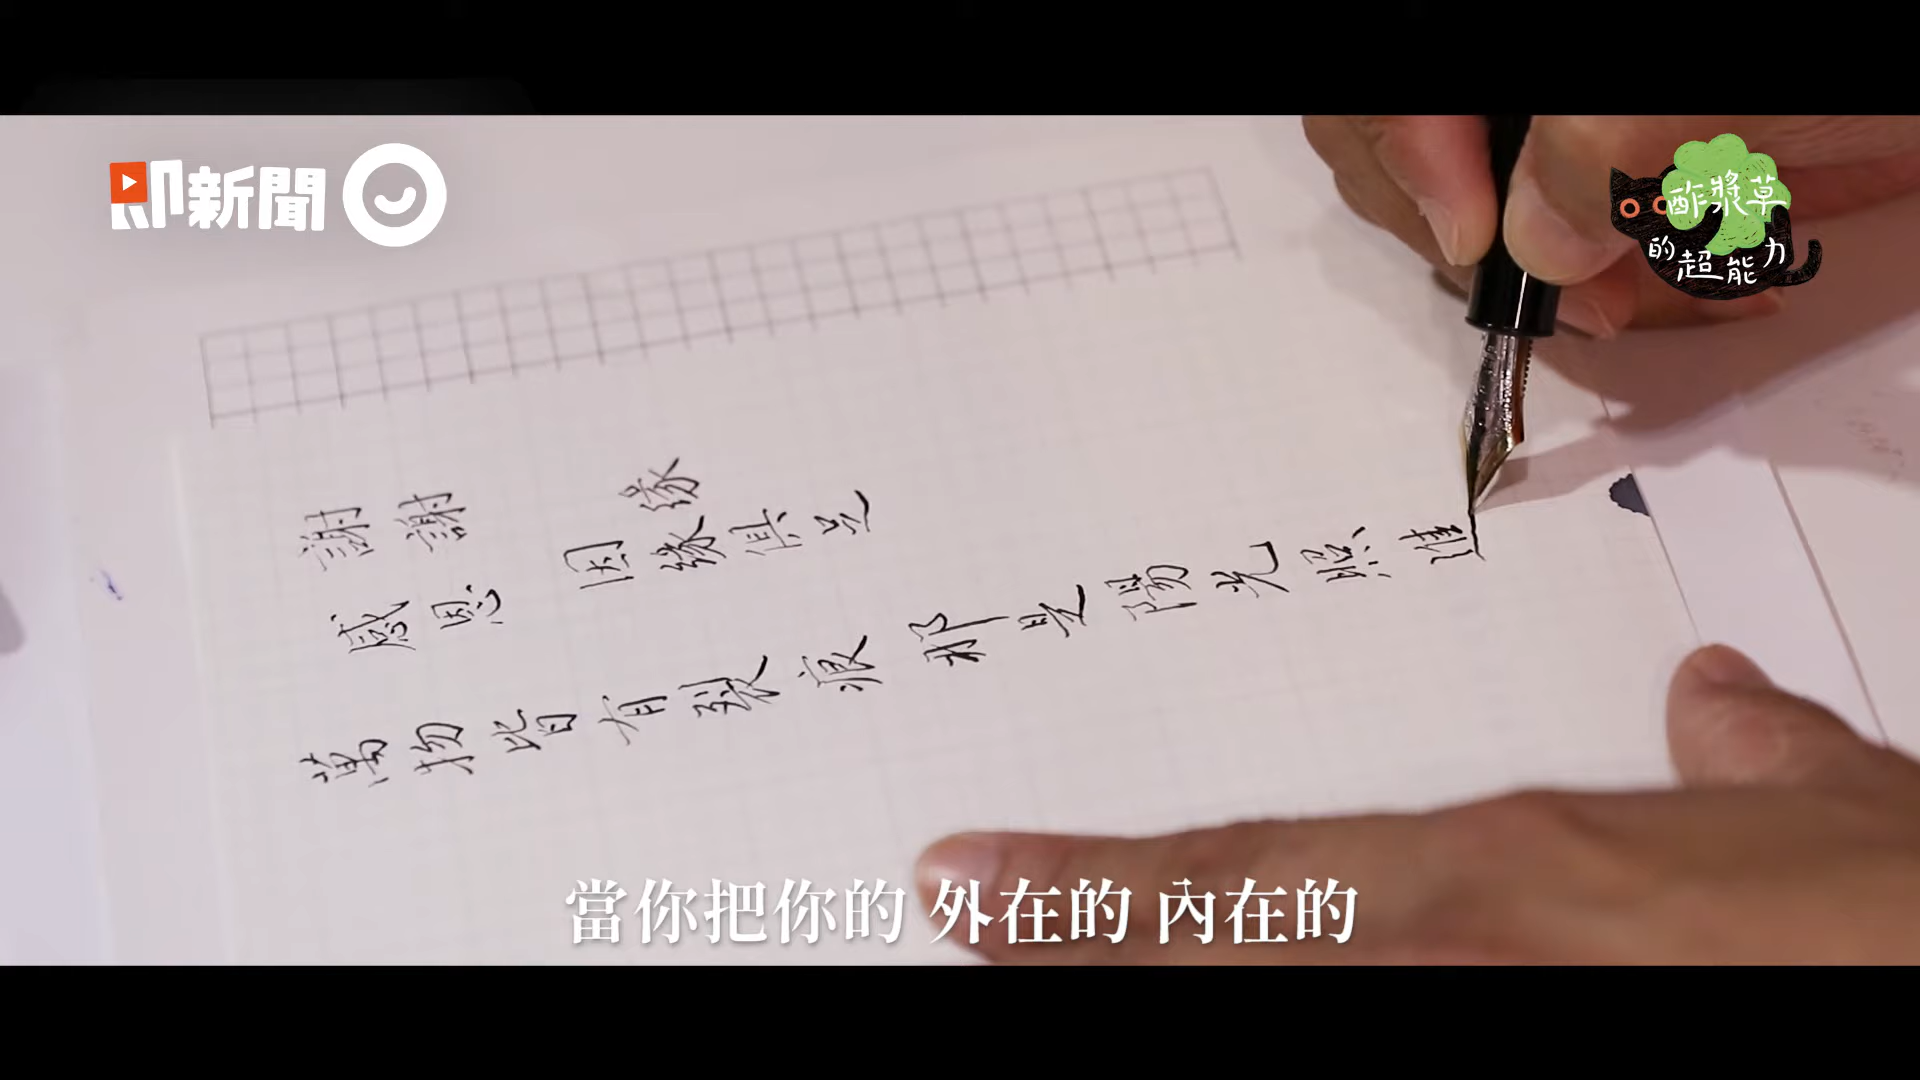 即新聞
酢漿草
的超能力
謝謝
感恩
緣
因緣俱足
萬物皆有裂痕 那是陽光照進
當你把你的 外在的 內在的